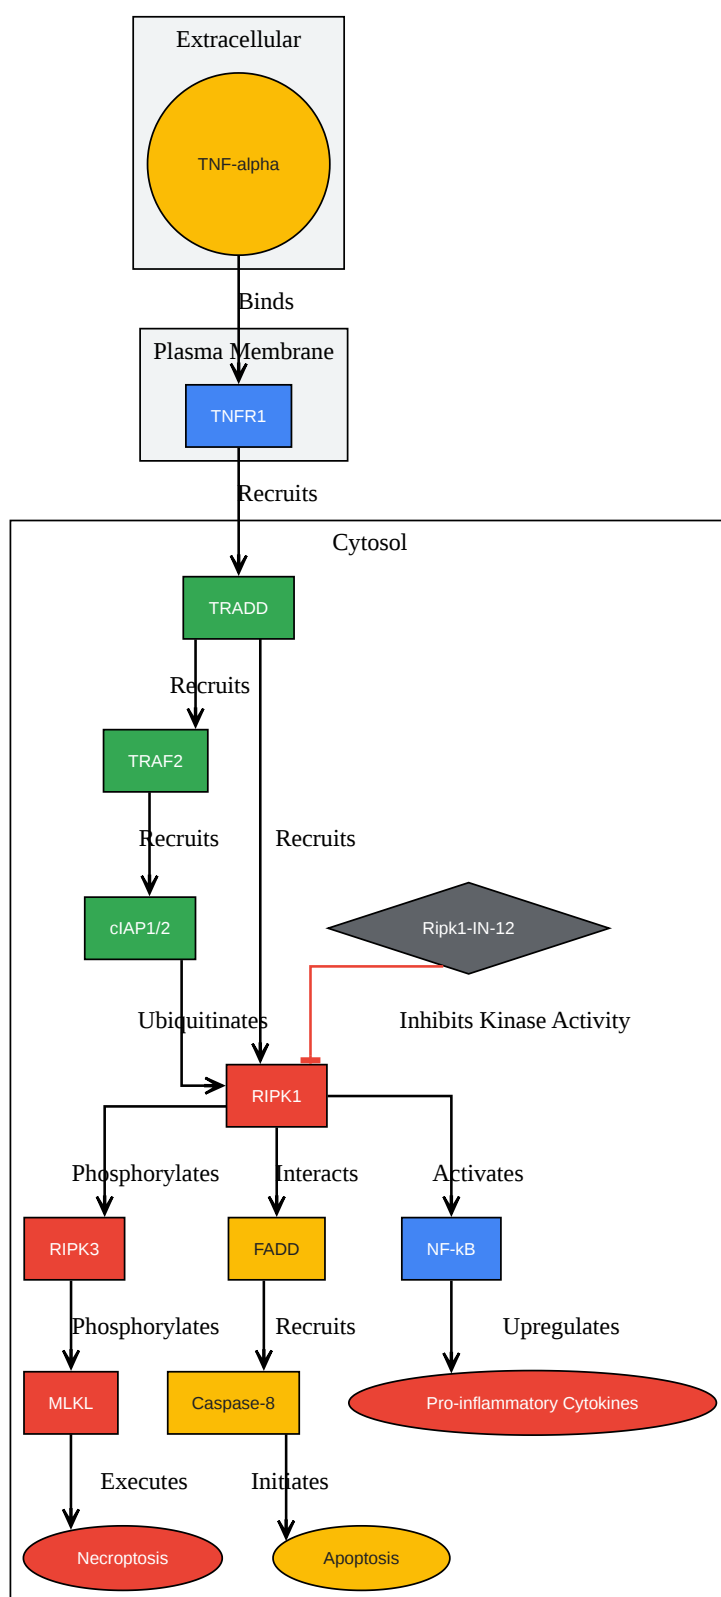 Extracellular
TNF-alpha
Binds
Plasma Membrane
TNFR1
Recruits
Cytosol
TRADD
Recruits
TRAF2
Recruits
Recruits
cIAP1/2
Ripk1-IN-12
Ubiquitinates
Inhibits Kinase Activity
RIPK1
Phosphorylates
Interacts
Activates
RIPK3
FADD
NF-kB
Phosphorylates
Recruits
Upregulates
MLKL
Caspase-8
Pro-inflammatory Cytokines
Executes
Initiates
Necroptosis
Apoptosis